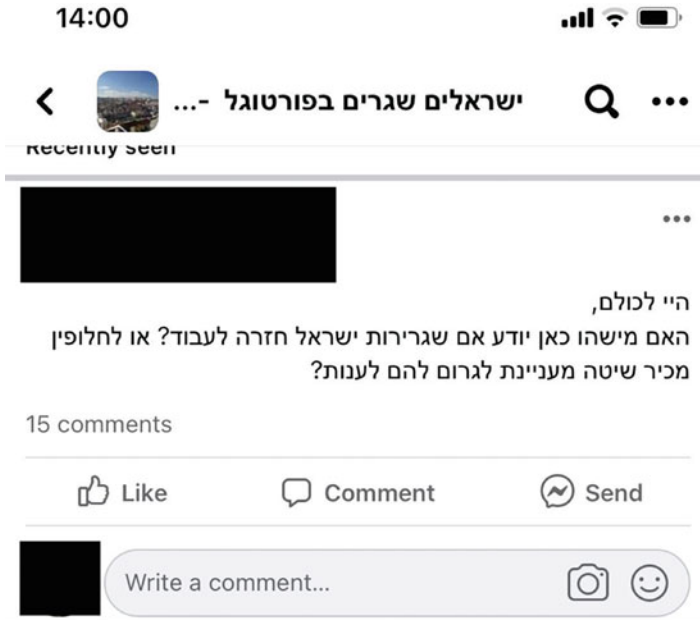 14:00
ישראלים שגרים בפורטוגל -...
Recently seen
היי לכולם,
האם מישהו כאן יודע אם שגרירות ישראל חזרה לעבוד? או לחלופין
מכיר שיטה מעניינת לגרום להם לענות?
15 comments
Like Comment Send
Write a comment...